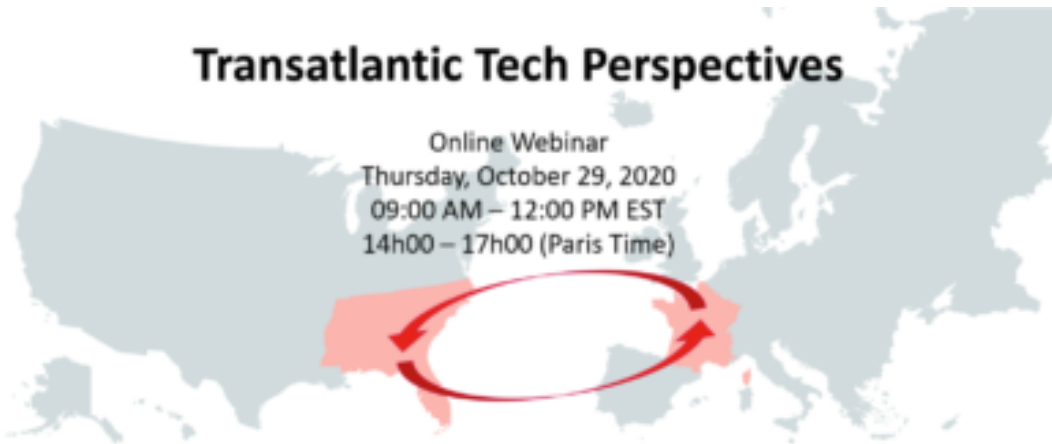 Transatlantic Tech Perspectives
Online Webinar
Thursday, October 29, 2020
09:00 AM – 12:00 PM EST
14h00 – 17h00 (Paris Time)